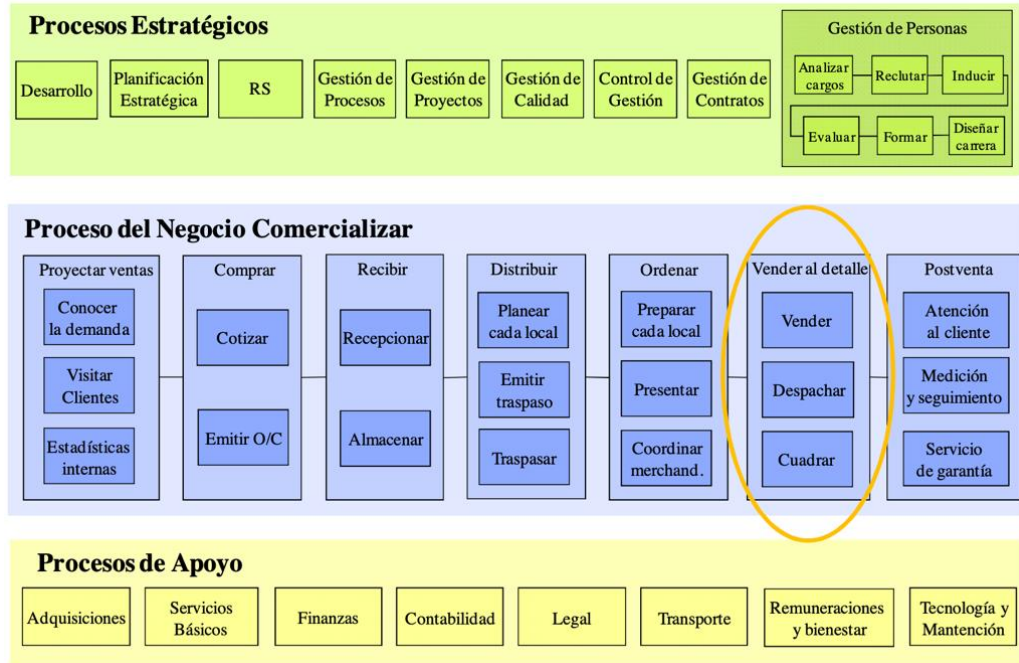 Procesos Estratégicos
Desarrollo
Planificación
Estratégica
RS
Gestión de
Procesos
Gestión de
Proyectos
Gestión de
Calidad
Control de
Gestión
Gestión de
Contratos
Gestión de Personas
Analizar
cargos
Reclutar
Inducir
Evaluar
Formar
Diseñar
carrera
Proceso del Negocio Comercializar
Proyectar ventas
Conocer
la demanda
Visitar
Clientes
Estadísticas
internas
Comprar
Cotizar
Emitir O/C
Recibir
Recepcionar
Almacenar
Distribuir
Planear
cada local
Emitir
traspaso
Traspasar
Ordenar
Preparar
cada local
Presentar
Coordinar
merchand.
Vender al detalle
Vender
Despachar
Cuadrar
Postventa
Atención
al cliente
Medición
y seguimiento
Servicio
de garantía
Procesos de Apoyo
Adquisiciones
Servicios
Básicos
Finanzas
Contabilidad
Legal
Transporte
Remuneraciones
y bienestar
Tecnología y
Mantención